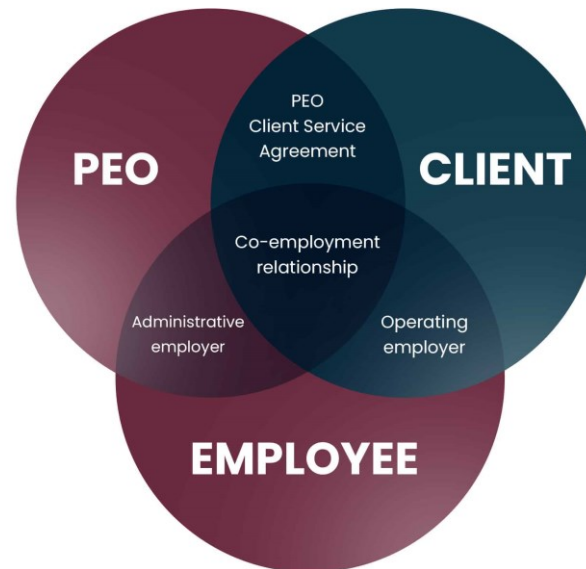 PEO
Client Service
Agreement
PEO
CLIENT
Co-employment
relationship
Administrative
employer
Operating
employer
EMPLOYEE